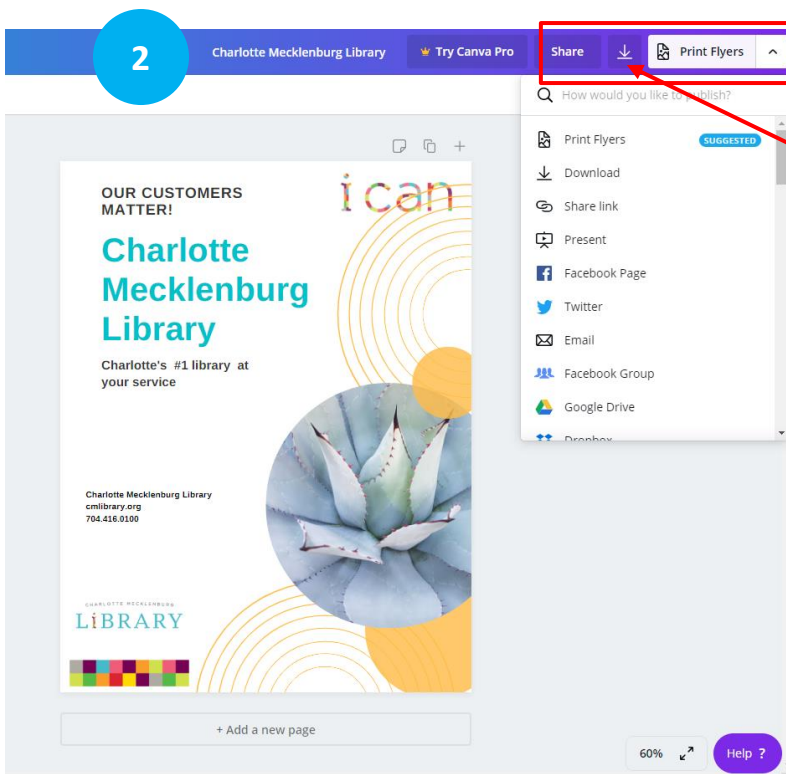 2
Charlotte Mecklenburg Library
Try Canva Pro
Share
Print Flyers
How would you like to publish?
Print Flyers
SUGGESTED
Download
Share link
Present
Facebook Page
Twitter
Email
Facebook Group
Google Drive
Dropbox
OUR CUSTOMERS
MATTER!
i can
Charlotte
Mecklenburg
Library
Charlotte's #1 library at
your service
Charlotte Mecklenburg Library
cmlibrary.org
704.416.0100
CHARLOTTE MECKLENBURG
LiBRARY
+ Add a new page
60%
Help ?